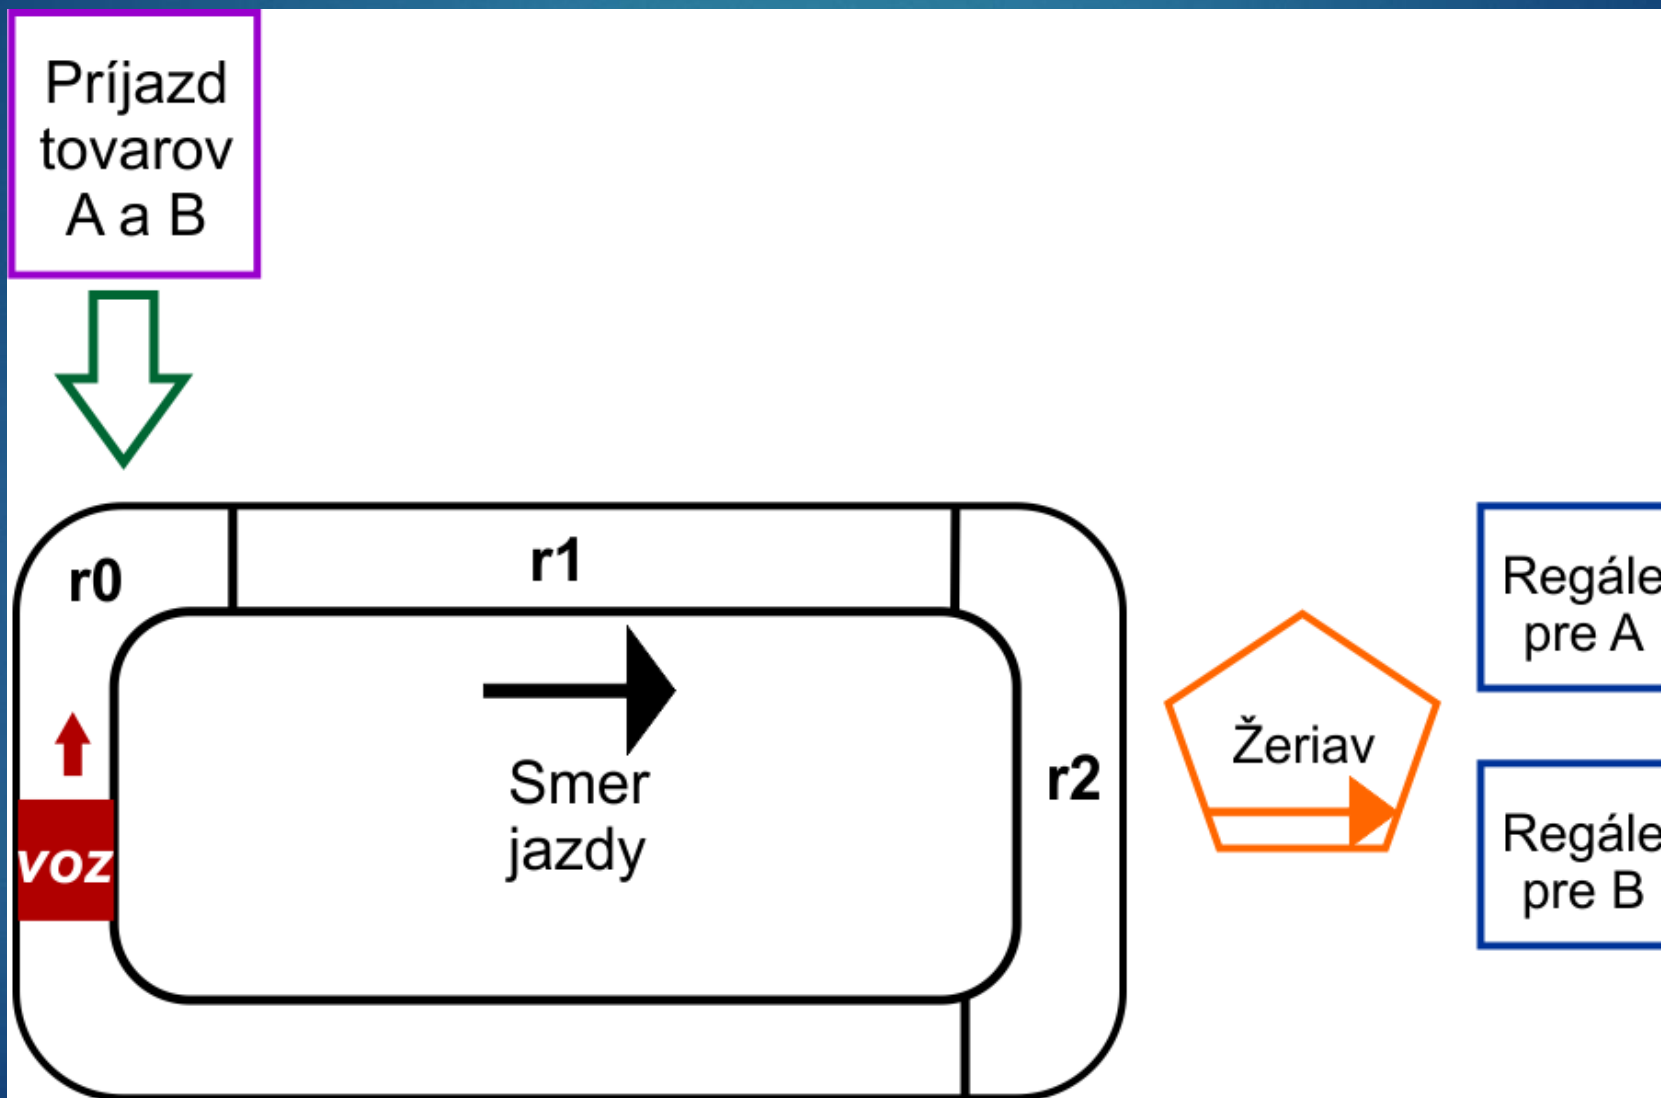 Príjazd
tovarov
A a B
r0
r1
Smer
jazdy
voz
r2
Žeriav
Regále
pre A
Regále
pre B